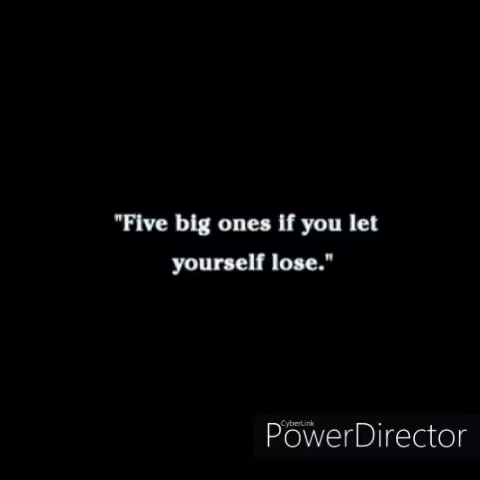 "Five big ones if you let
yourself lose."
CyberLink
PowerDirector